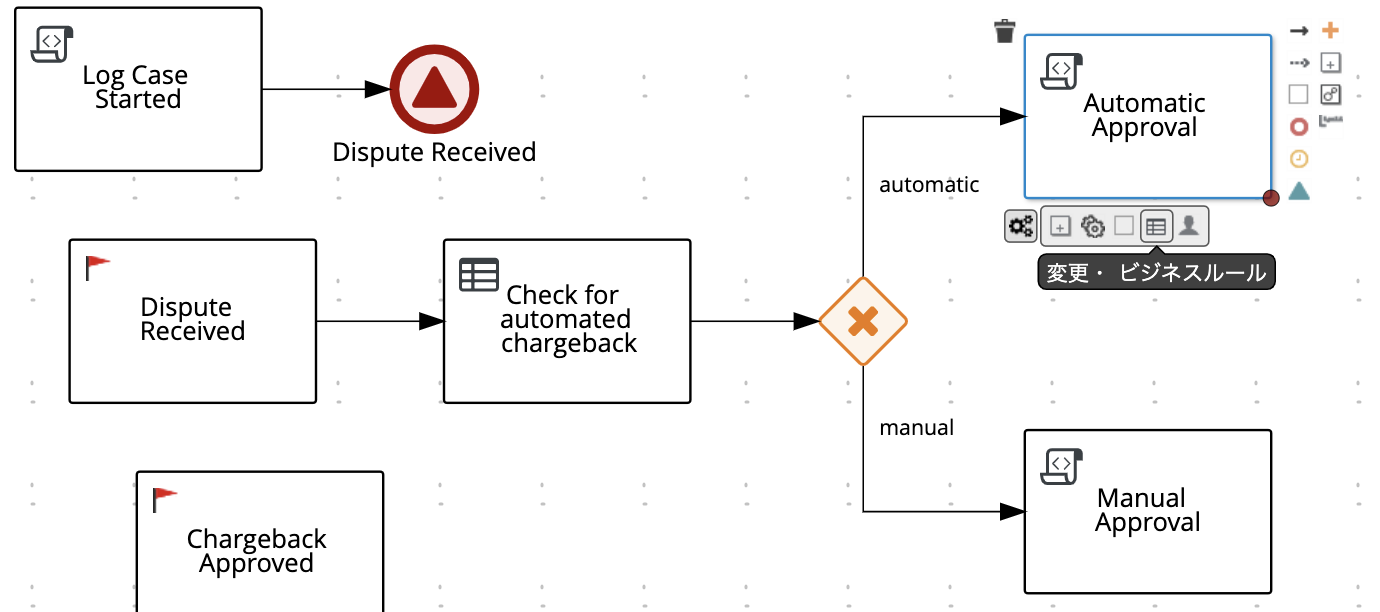 Log Case
Started
Dispute Received
Automatic
Approval
automatic
変更・ ビジネスルール
Dispute
Received
Check for
automated
chargeback
manual
Manual
Approval
Chargeback
Approved